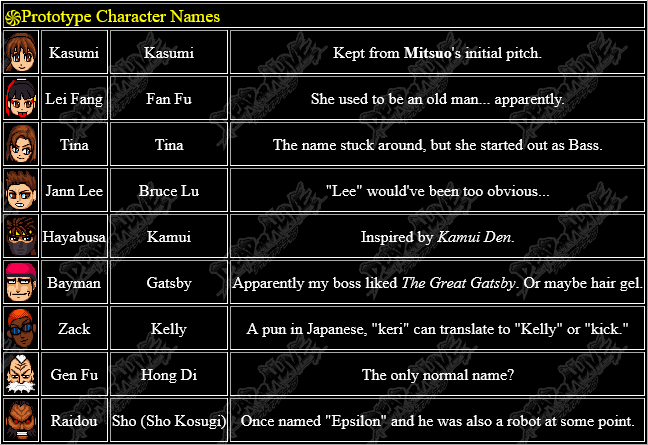 Prototype Character Names
Kasumi Kasumi Kept from Mitsuo's initial pitch.
Lei Fang Fan Fu She used to be an old man... apparently.
Tina Tina The name stuck around, but she started out as Bass.
Jann Lee Bruce Lu "Lee" would've been too obvious...
Hayabusa Kamui Inspired by Kamui Den.
Bayman Gatsby Apparently my boss liked The Great Gatsby. Or maybe hair gel.
Zack Kelly A pun in Japanese, "keri" can translate to "Kelly" or "kick."
Gen Fu Hong Di The only normal name?
Raidou Sho (Sho Kosugi) Once named "Epsilon" and he was also a robot at some point.